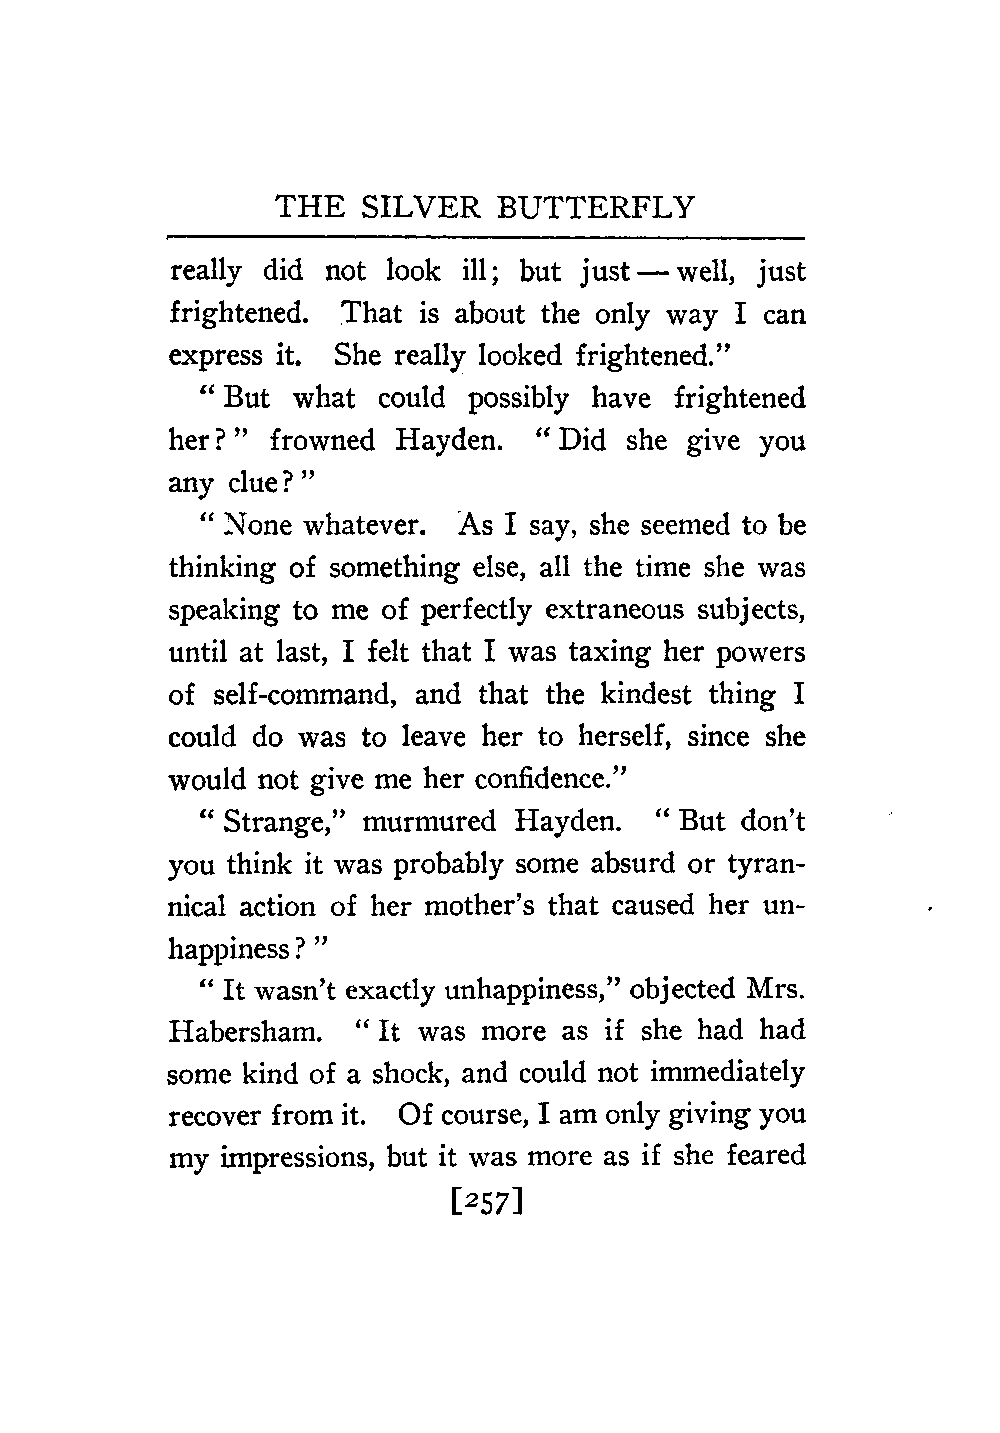 THE SILVER BUTTERFLY
really did not look ill; but just — well, just
frightened. That is about the only way I can
express it. She really looked frightened."
" But what could possibly have frightened
her? " frowned Hayden. " Did she give you
any clue? "
" None whatever. As I say, she seemed to be
thinking of something else, all the time she was
speaking to me of perfectly extraneous subjects,
until at last, I felt that I was taxing her powers
of self-command, and that the kindest thing I
could do was to leave her to herself, since she
would not give me her confidence."
" Strange," murmured Hayden. " But don't
you think it was probably some absurd or tyran-
nical action of her mother's that caused her un-
happiness? "
" It wasn't exactly unhappiness," objected Mrs.
Habersham. " It was more as if she had had
some kind of a shock, and could not immediately
recover from it. Of course, I am only giving you
my impressions, but it was more as if she feared
[257]